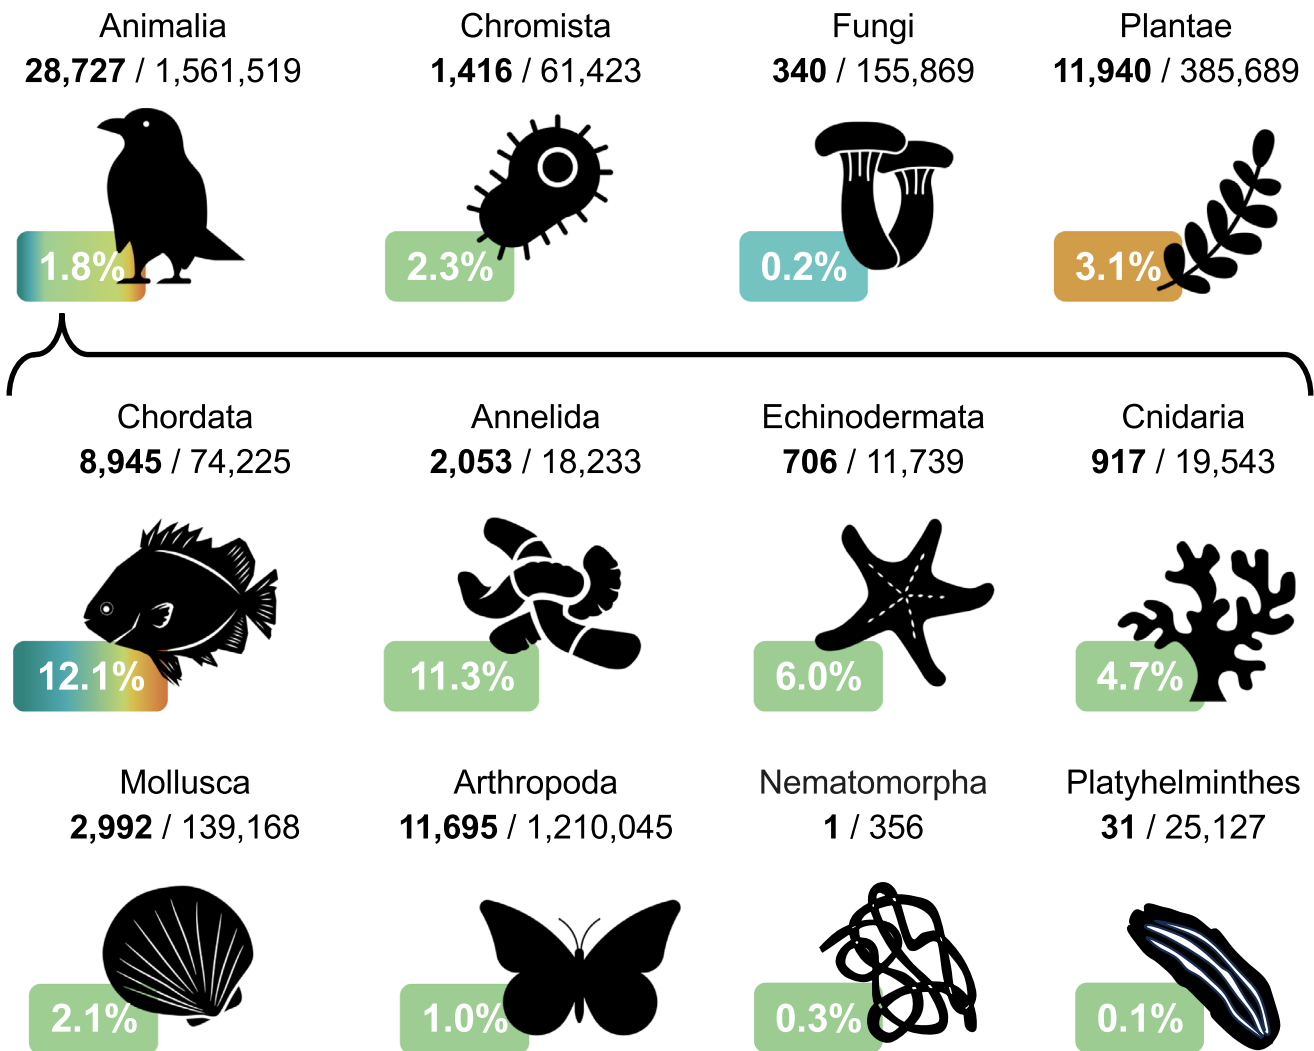 Animalia
28,727 / 1,561,519
1.8%
Chromista
1,416 / 61,423
2.3%
Fungi
340 / 155,869
0.2%
Plantae
11,940 / 385,689
3.1%
Chordata
8,945 / 74,225
12.1%
Annelida
2,053 / 18,233
11.3%
Echinodermata
706 / 11,739
6.0%
Cnidaria
917 / 19,543
4.7%
Mollusca
2,992 / 139,168
2.1%
Arthropoda
11,695 / 1,210,045
1.0%
Nematomorpha
1 / 356
0.3%
Platyhelminthes
31 / 25,127
0.1%